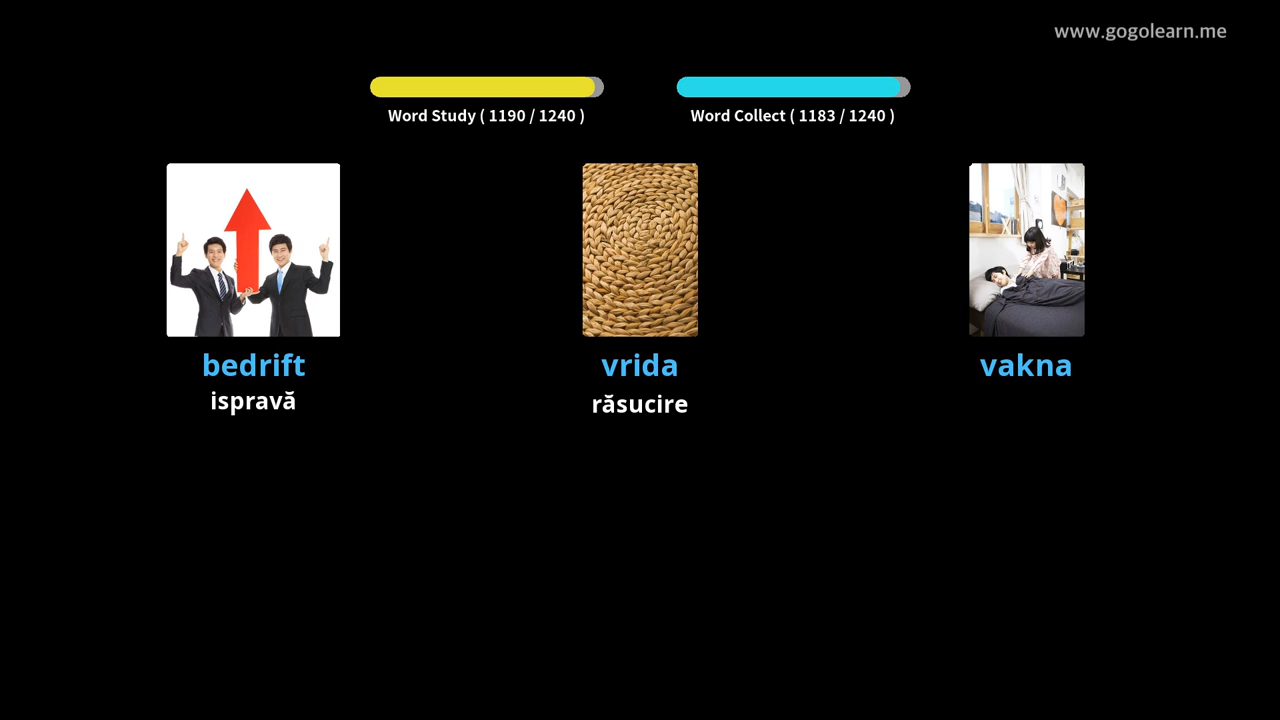 www.gogolearn.me
Word Study ( 1190 / 1240 )
Word Collect ( 1183 / 1240 )
bedrift
vrida
vakna
ispravă
răsucire